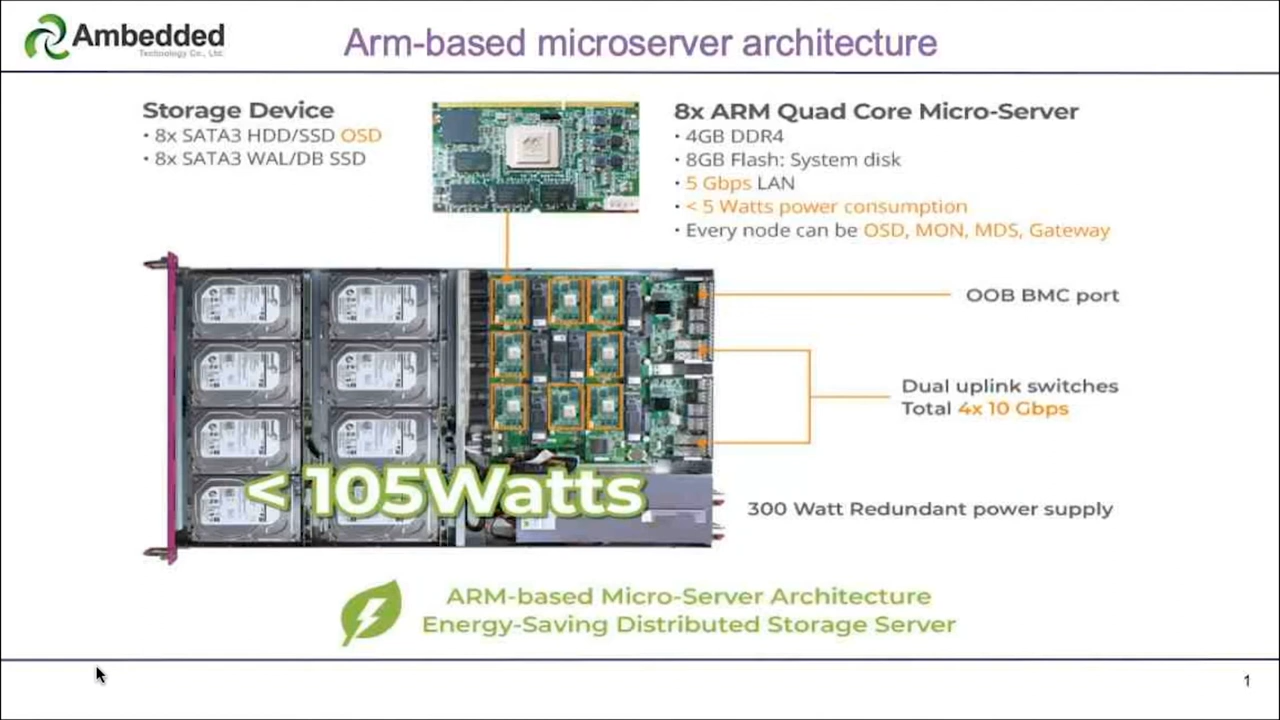 Ambedded
Technology Co., Ltd.
Arm-based microserver architecture
Storage Device
• 8x SATA3 HDD/SSD OSD
• 8x SATA3 WAL/DB SSD
8x ARM Quad Core Micro-Server
• 4GB DDR4
• 8GB Flash: System disk
• 5 Gbps LAN
• < 5 Watts power consumption
• Every node can be OSD, MON, MDS, Gateway
OOB BMC port
Dual uplink switches
Total 4x 10 Gbps
< 105Watts
300 Watt Redundant power supply
ARM-based Micro-Server Architecture
Energy-Saving Distributed Storage Server
1